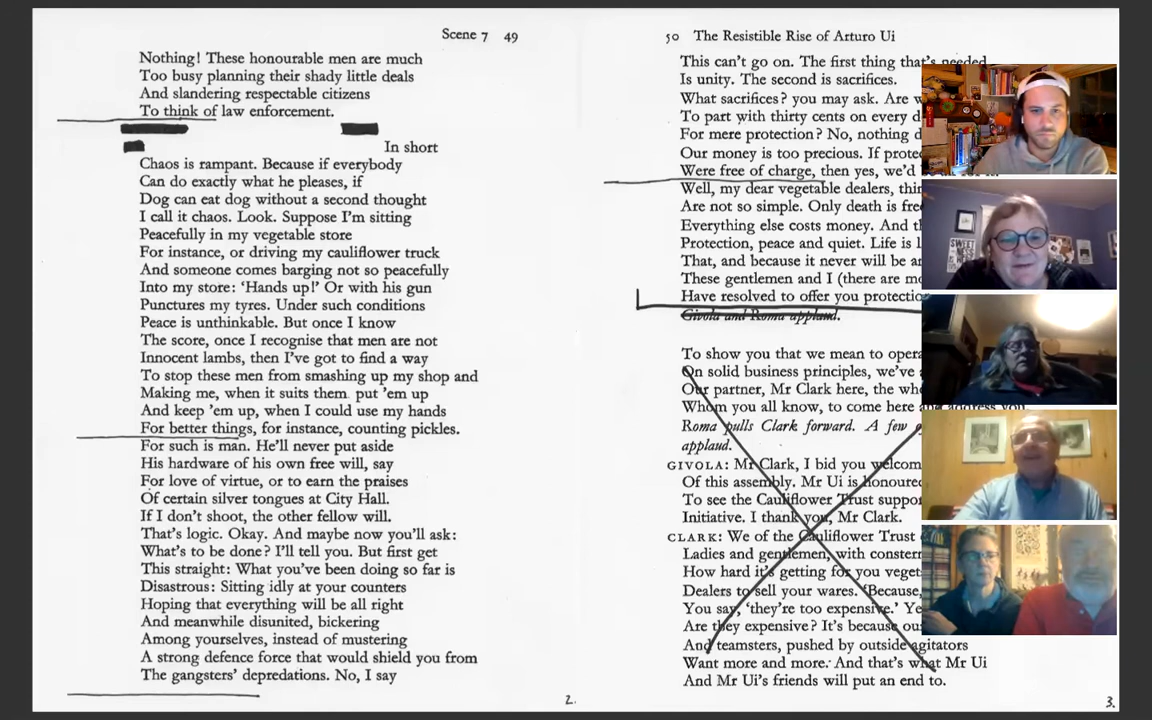 Scene 7 49
Nothing! These honourable men are much
Too busy planning their shady little deals
And slandering respectable citizens
To think of law enforcement.
In short
Chaos is rampant. Because if everybody
Can do exactly what he pleases, if
Dog can eat dog without a second thought
I call it chaos. Look. Suppose I'm sitting
Peacefully in my vegetable store
For instance, or driving my cauliflower truck
And someone comes barging not so peacefully
Into my store: 'Hands up!' Or with his gun
Punctures my tyres. Under such conditions
Peace is unthinkable. But once I know
The score, once I recognise that men are not
Innocent lambs, then I've got to find a way
To stop these men from smashing up my shop and
Making me, when it suits them put 'em up
And keep 'em up, when I could use my hands
For better things, for instance, counting pickles.
For such is man. He'll never put aside
His hardware of his own free will, say
For love of virtue, or to earn the praises
Of certain silver tongues at City Hall.
If I don't shoot, the other fellow will.
That's logic. Okay. And maybe now you'll ask:
What's to be done? I'll tell you. But first get
This straight: What you've been doing so far is
Disastrous: Sitting idly at your counters
Hoping that everything will be all right
And meanwhile disunited, bickering
Among yourselves, instead of mustering
A strong defence force that would shield you from
The gangsters' depredations. No, I say
2.
50 The Resistible Rise of Arturo Ui
This can't go on. The first thing that's needed
Is unity. The second is sacrifices.
What sacrifices? you may ask. Are
To part with thirty cents on every
For mere protection? No, nothing
Our money is too precious. If
Were free of charge, then yes, we'd
Well, my dear vegetable dealers,
Are not so simple. Only death is
Everything else costs money. And
Protection, peace and quiet. Life is
That, and because it never will be
These gentlemen and I (there are
Have resolved to offer you
Givola and Roma applaud.
To show you that we mean to
On solid business principles, we've
Our partner, Mr Clark here, the
Whom you all know, to come here and address you.
Roma pulls Clark forward. A few
applaud.
GIVOLA: Mr Clark, I bid you
Of this assembly. Mr Ui is honoured
To see the Cauliflower Trust
Initiative. I thank you, Mr Clark.
CLARK: We of the Cauliflower Trust
Ladies and gentlemen, with
How hard it's getting for you
Dealers to sell your wares. 'Because,
You say, 'they're too expensive.'
Are they expensive? It's because
And teamsters, pushed by outside agitators
Want more and more. And that's what Mr Ui
And Mr Ui's friends will put an end to.
3.
SWEET